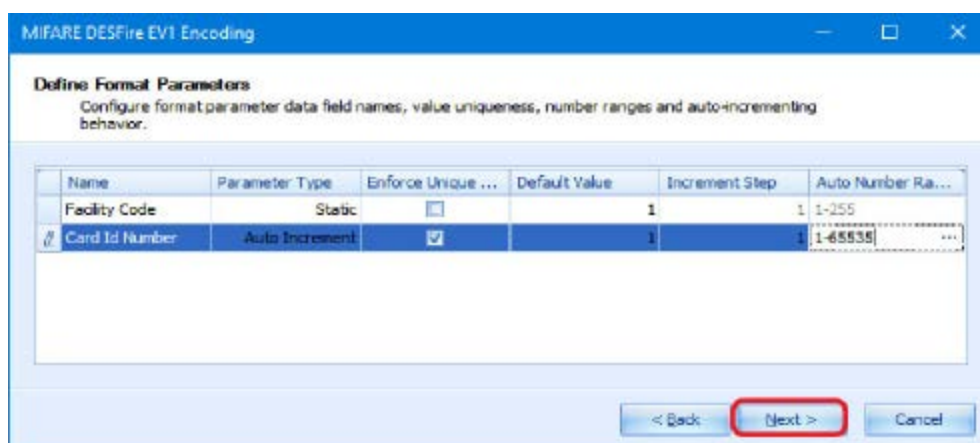 MIFARE DESFire EV1 Encoding
Define Format Parameters
Configure format parameter data field names, value uniqueness, number ranges and auto-incrementing
behavior.
Name Parameter Type Enforce Unique ... Default Value Increment Step Auto Number Ra...
Facility Code Static 1 1 1-255
Card Id Number Auto Increment 1 1 1-65535 ...
< Back Next > Cancel